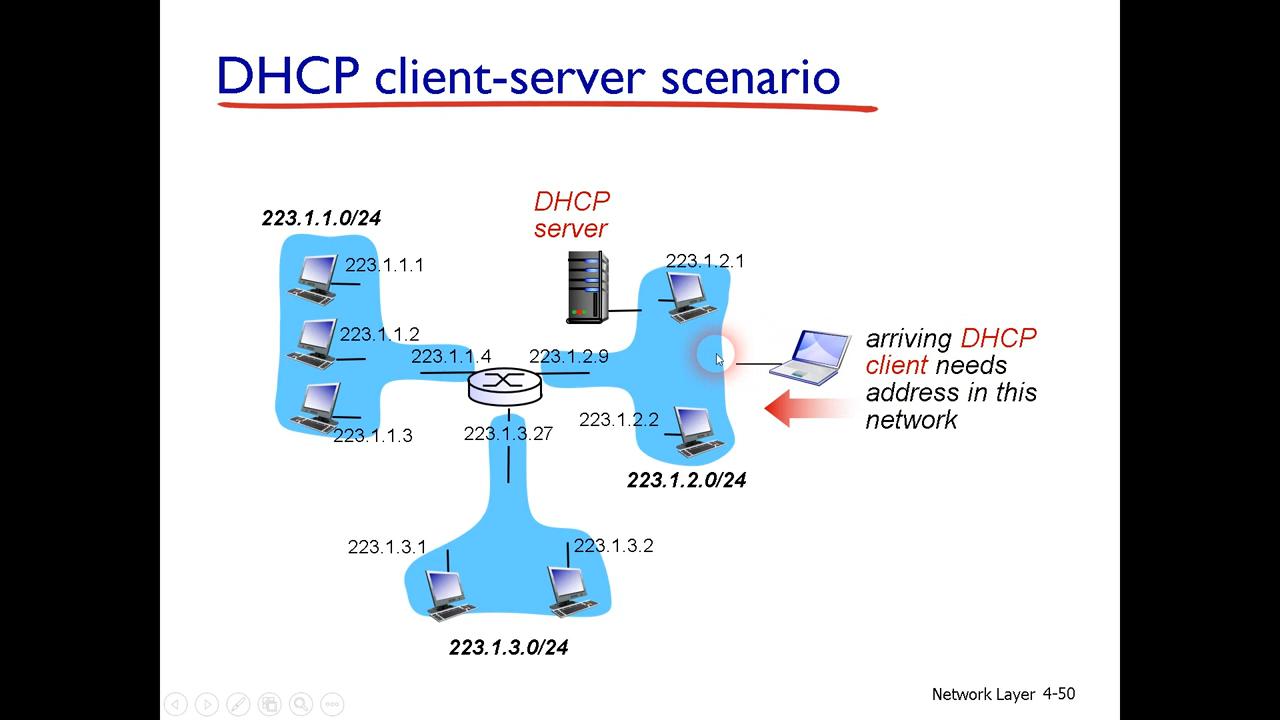 DHCP client-server scenario
DHCP
server
223.1.1.0/24
223.1.1.1
223.1.2.1
223.1.1.2
223.1.1.4
223.1.2.9
arriving DHCP
client needs
address in this
network
223.1.1.3
223.1.3.27
223.1.2.2
223.1.2.0/24
223.1.3.1
223.1.3.2
223.1.3.0/24
Network Layer 4-50